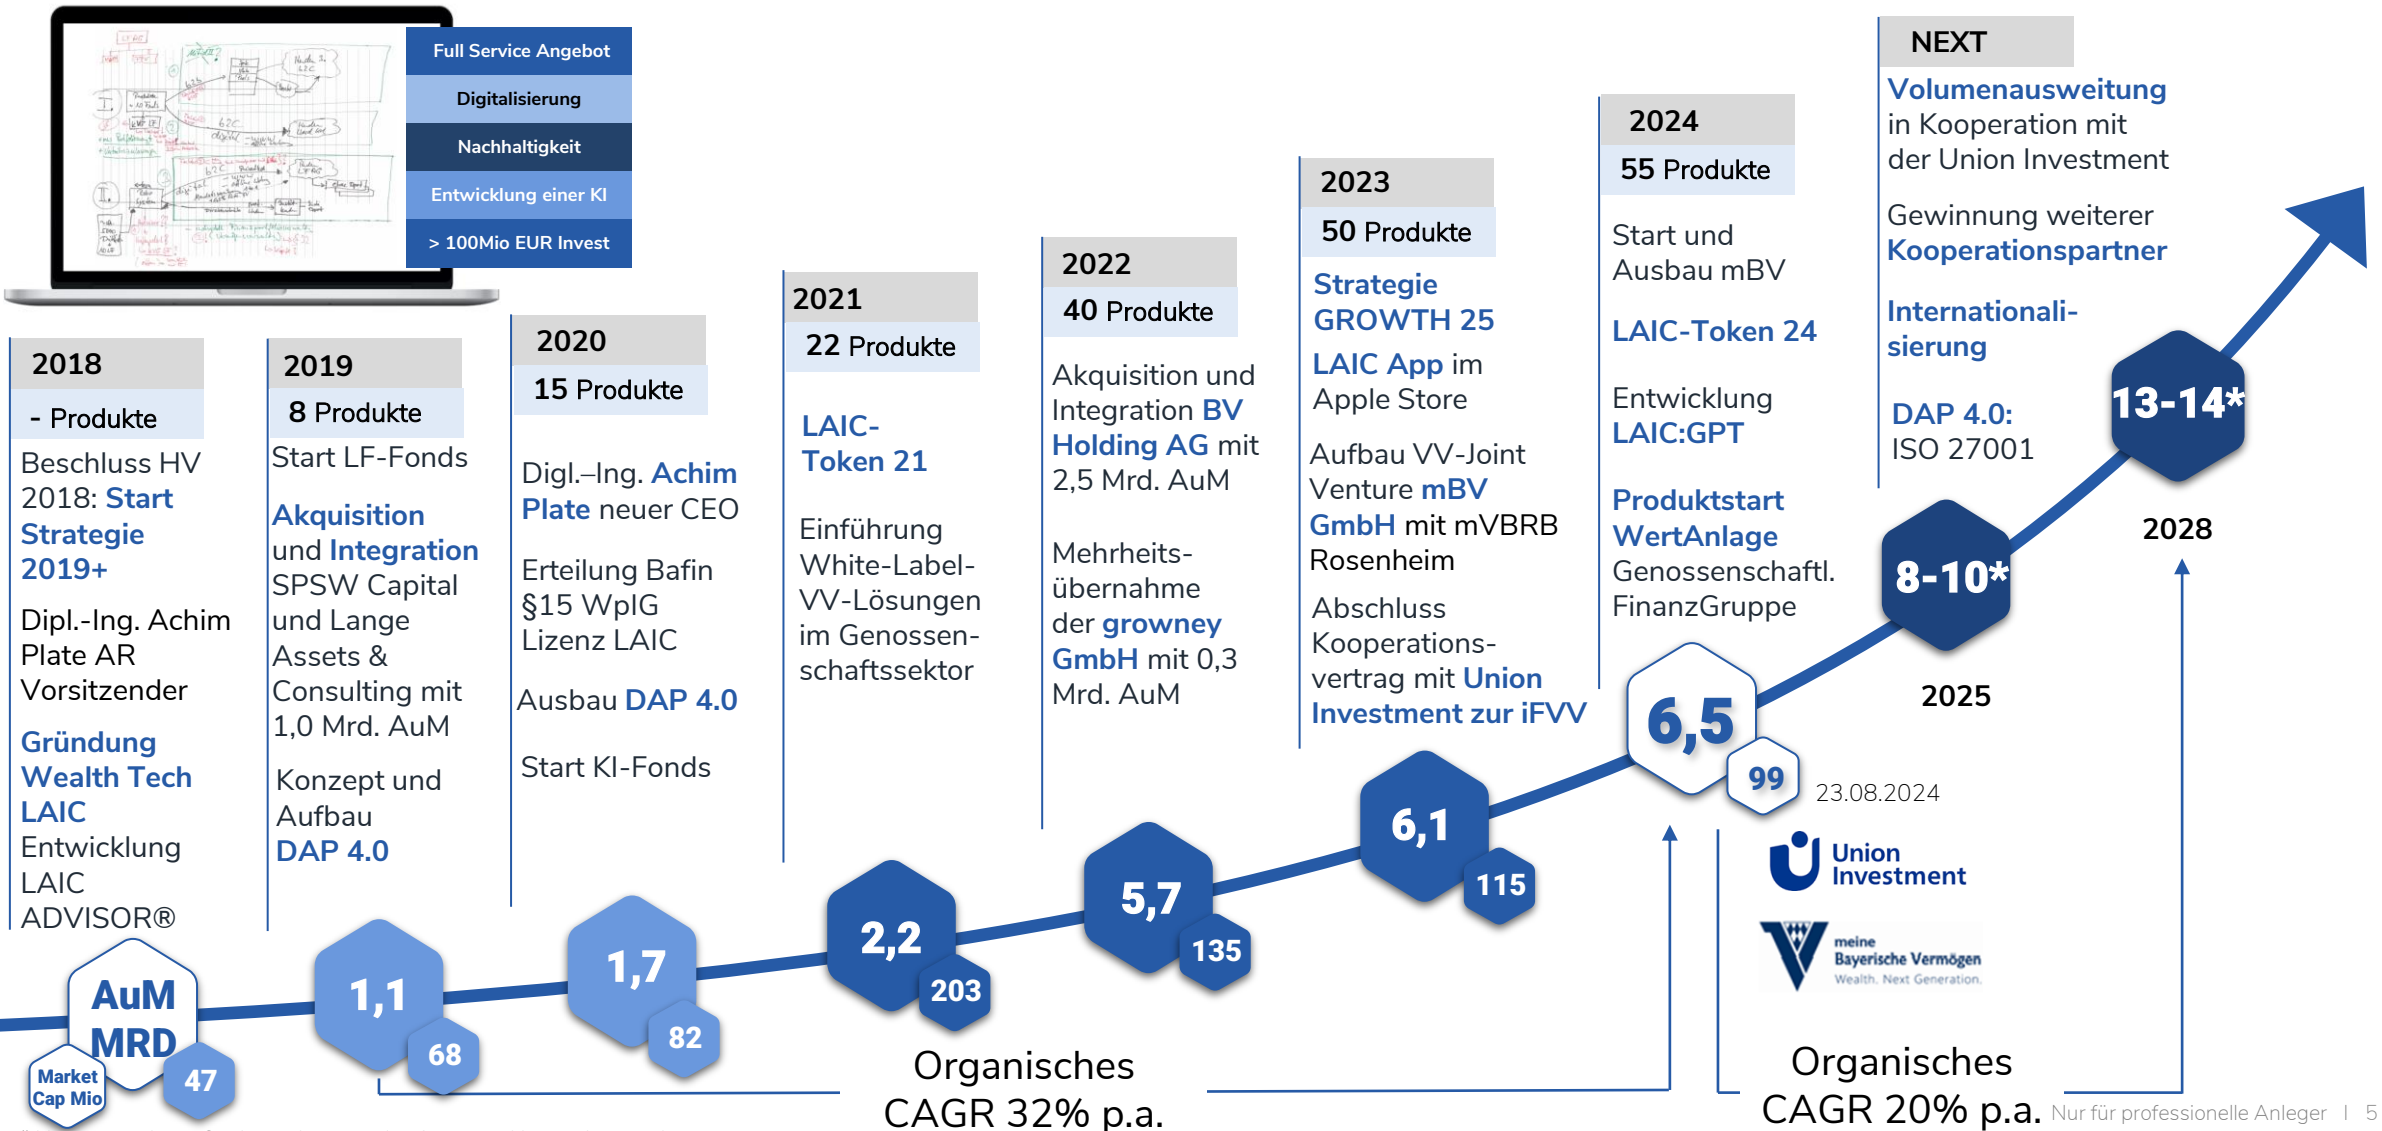 Full Service Angebot
Digitalisierung
Nachhaltigkeit
Entwicklung einer KI
> 100Mio EUR Invest
2018
- Produkte
Beschluss HV
2018: Start
Strategie
2019+
Dipl.-Ing. Achim
Plate AR
Vorsitzender
Gründung
Wealth Tech
LAIC
Entwicklung
LAIC
ADVISOR®
2019
8 Produkte
Start LF-Fonds
Akquisition
und Integration
SPSW Capital
und Lange
Assets &
Consulting mit
1,0 Mrd. AuM
Konzept und
Aufbau
DAP 4.0
2020
15 Produkte
Digl.–Ing. Achim
Plate neuer CEO
Erteilung Bafin
§15 WpIG
Lizenz LAIC
Ausbau DAP 4.0
Start KI-Fonds
2021
22 Produkte
LAIC-
Token 21
Einführung
White-Label-
VV-Lösungen
im Genossen-
schaftssektor
2022
40 Produkte
Akquisition und
Integration BV
Holding AG mit
2,5 Mrd. AuM
Mehrheits-
übernahme
der growney
GmbH mit 0,3
Mrd. AuM
2023
50 Produkte
Strategie
GROWTH 25
LAIC App im
Apple Store
Aufbau VV-Joint
Venture mBV
GmbH mit mVBRB
Rosenheim
Abschluss
Kooperations-
vertrag mit Union
Investment zur iFVV
2024
55 Produkte
Start und
Ausbau mBV
LAIC-Token 24
Entwicklung
LAIC:GPT
Produktstart
WertAnlage
Genossenschaftl.
FinanzGruppe
NEXT
Volumenausweitung
in Kooperation mit
der Union Investment
Gewinnung weiterer
Kooperationspartner
Internationali-
sierung
DAP 4.0:
ISO 27001
AuM
MRD
Market
Cap Mio
47
1,1
68
1,7
82
2,2
203
5,7
135
6,1
115
6,5
99
23.08.2024
8-10*
2025
13-14*
2028
Union
Investment
meine
Bayerische Vermögen
Wealth. Next Generation.
Organisches
CAGR 32% p.a.
Organisches
CAGR 20% p.a.
Nur für professionelle Anleger | 5